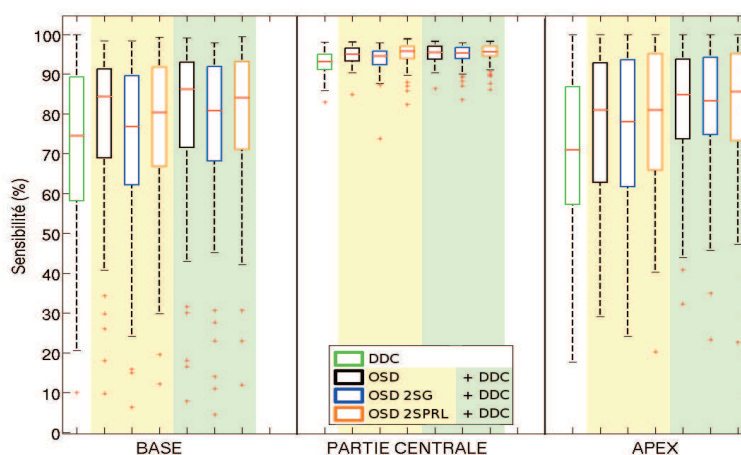 Sensibilité (%)
100
90
80
70
60
50
40
30
20
10
0
DDC
OSD + DDC
OSD 2SG + DDC
OSD 2SPRL + DDC
BASE
PARTIE CENTRALE
APEX